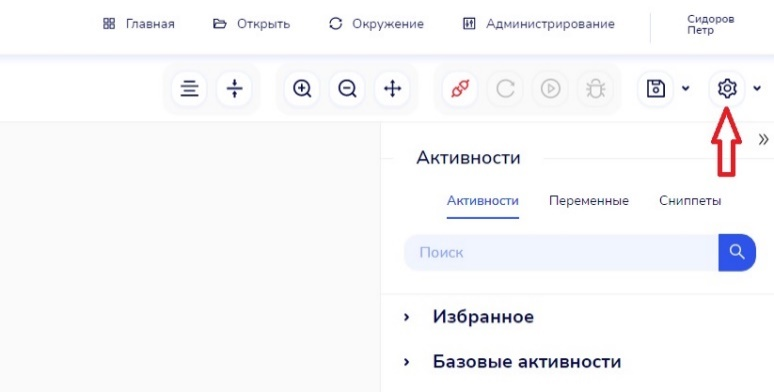 Главная Открыть Окружение Администрирование Сидоров
Петр
Активности
Активности Переменные Сниппеты
Поиск
Избранное
Базовые активности